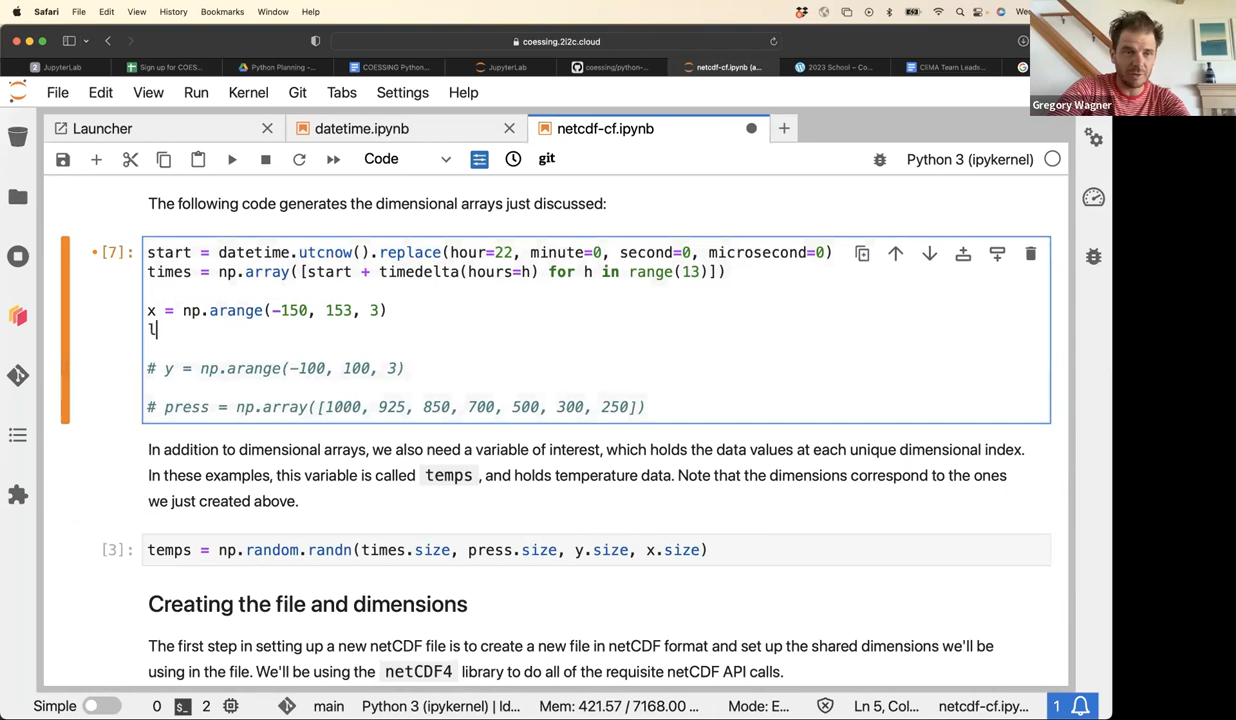 Safari File Edit View History Bookmarks Window Help
coessing.2i2c.cloud
JupyterLab Sign up for COES... Python Planning -... COESSING Python... JupyterLab coessing/python-... netcdf-cf.ipynb (a... 2023 School – Co... CliMA Team Leads...
Gregory Wagner
File Edit View Run Kernel Git Tabs Settings Help
Launcher datetime.ipynb netcdf-cf.ipynb
Code git Python 3 (ipykernel)
The following code generates the dimensional arrays just discussed:
[7]: start = datetime.utcnow().replace(hour=22, minute=0, second=0, microsecond=0)
times = np.array([start + timedelta(hours=h) for h in range(13)])
x = np.arange(-150, 153, 3)
l
# y = np.arange(-100, 100, 3)
# press = np.array([1000, 925, 850, 700, 500, 300, 250])
In addition to dimensional arrays, we also need a variable of interest, which holds the data values at each unique dimensional index.
In these examples, this variable is called temps, and holds temperature data. Note that the dimensions correspond to the ones
we just created above.
[3]: temps = np.random.randn(times.size, press.size, y.size, x.size)
Creating the file and dimensions
The first step in setting up a new netCDF file is to create a new file in netCDF format and set up the shared dimensions we'll be
using in the file. We'll be using the netCDF4 library to do all of the requisite netCDF API calls.
Simple 0 2 main Python 3 (ipykernel) | Id... Mem: 421.57 / 7168.00 ... Mode: E... Ln 5, Col... netcdf-cf.ipy... 1